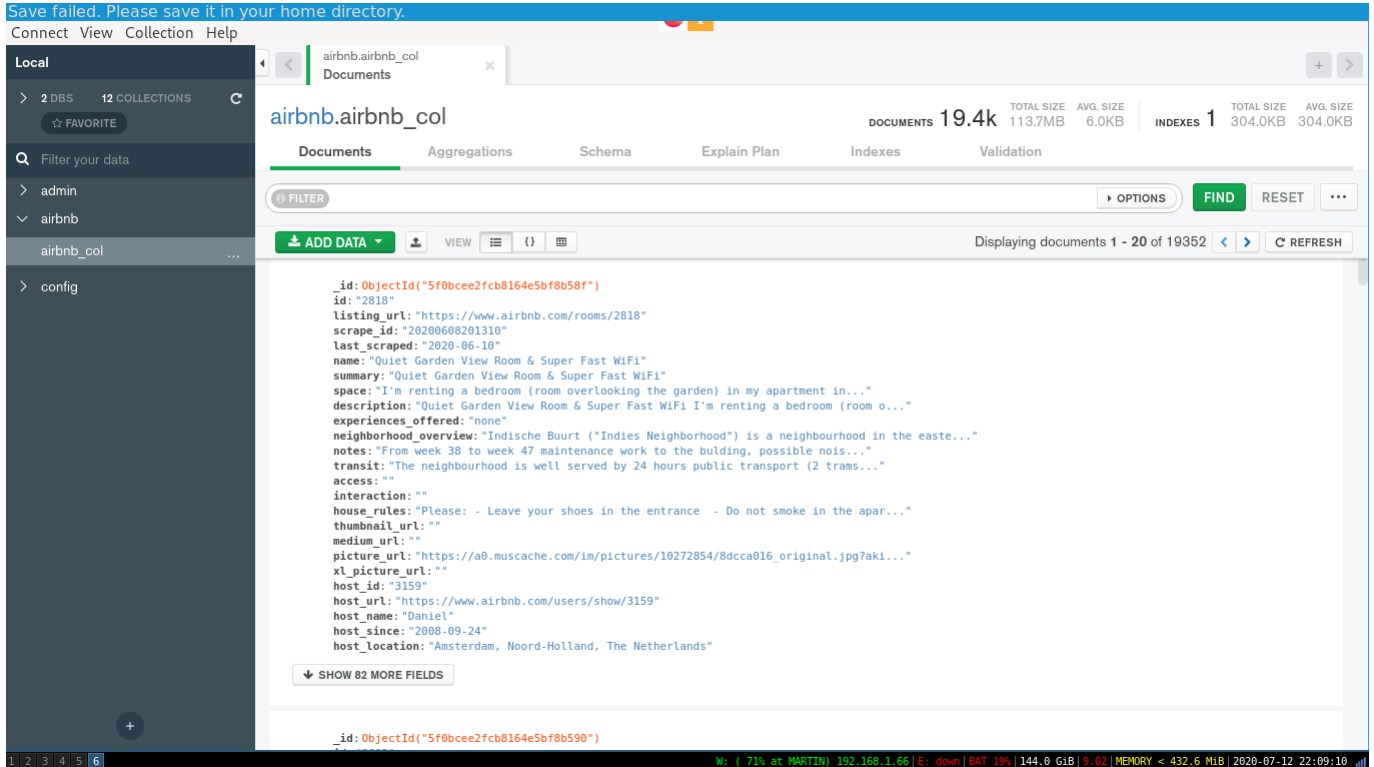 Save failed. Please save it in your home directory.
Connect View Collection Help
Local
2 DBS 12 COLLECTIONS
FAVORITE
Filter your data
admin
airbnb
airbnb_col
...
config
airbnb.airbnb_col
Documents
airbnb.airbnb_col
DOCUMENTS 19.4k TOTAL SIZE 113.7MB AVG. SIZE 6.0KB INDEXES 1 TOTAL SIZE 304.0KB AVG. SIZE 304.0KB
Documents Aggregations Schema Explain Plan Indexes Validation
FILTER OPTIONS FIND RESET ...
ADD DATA VIEW {} Displaying documents 1 - 20 of 19352 REFRESH
_id: ObjectId("5f0bcee2fcb8164e5bf8b58f")
id: "2818"
listing_url: "https://www.airbnb.com/rooms/2818"
scrape_id: "20200608201310"
last_scraped: "2020-06-10"
name: "Quiet Garden View Room & Super Fast WiFi"
summary: "Quiet Garden View Room & Super Fast WiFi"
space: "I'm renting a bedroom (room overlooking the garden) in my apartment in..."
description: "Quiet Garden View Room & Super Fast WiFi I'm renting a bedroom (room o..."
experiences_offered: "none"
neighborhood_overview: "Indische Buurt ("Indies Neighborhood") is a neighbourhood in the easte..."
notes: "From week 38 to week 47 maintenance work to the bulding, possible nois..."
transit: "The neighbourhood is well served by 24 hours public transport (2 trams..."
access: ""
interaction: ""
house_rules: "Please: - Leave your shoes in the entrance  - Do not smoke in the apar..."
thumbnail_url: ""
medium_url: ""
picture_url: "https://a0.muscache.com/im/pictures/10272854/8dcca016_original.jpg?aki..."
xl_picture_url: ""
host_id: "3159"
host_url: "https://www.airbnb.com/users/show/3159"
host_name: "Daniel"
host_since: "2008-09-24"
host_location: "Amsterdam, Noord-Holland, The Netherlands"
SHOW 82 MORE FIELDS
_id: ObjectId("5f0bcee2fcb8164e5bf8b590")
1 2 3 4 5 6 W: ( 71% at MARTIN) 192.168.1.66|E: down|BAT 19%|144.0 GiB|9.02|MEMORY < 432.6 MiB|2020-07-12 22:09:10